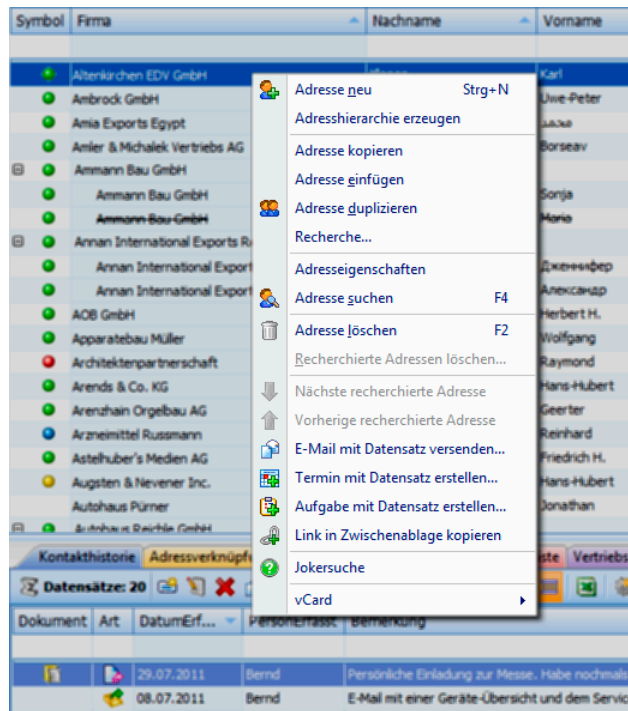 Symbol Firma Nachname Vorname
Altenkirchen EDV GmbH Karl
Ambrock GmbH Uwe-Peter
Amia Exports Egypt محمد
Amler & Michalek Vertriebs AG Borseav
Ammann Bau GmbH
Ammann Bau GmbH Sonja
Ammann Bau GmbH Maria
Annan International Exports
Annan International Export Дженнифер
Annan International Export Александр
AOB GmbH Herbert H.
Apparatebau Müller Wolfgang
Architektenpartnerschaft Raymond
Arends & Co. KG Hans-Hubert
Arenzhain Orgelbau AG Geerter
Arzneimittel Russmann Reinhard
Astelhuber's Medien AG Friedrich H.
Augsten & Nevener Inc. Hans-Hubert
Autohaus Pürner Jonathan
Autohaus Reichle GmbH
Adresse neu Strg+N
Adresshierarchie erzeugen
Adresse kopieren
Adresse einfügen
Adresse duplizieren
Recherche...
Adresseigenschaften
Adresse suchen F4
Adresse löschen F2
Recherchierte Adressen löschen...
Nächste recherchierte Adresse
Vorherige recherchierte Adresse
E-Mail mit Datensatz versenden...
Termin mit Datensatz erstellen...
Aufgabe mit Datensatz erstellen...
Link in Zwischenablage kopieren
Jokersuche
vCard
Kontakthistorie Adressverknüpf ste Vertriebs
Datensätze: 20
Dokument Art DatumErf... PersonErfasst Bemerkung
29.07.2011 Bernd Persönliche Einladung zur Messe. Habe nochmals
08.07.2011 Bernd E-Mail mit einer Geräte-Übersicht und dem Servic